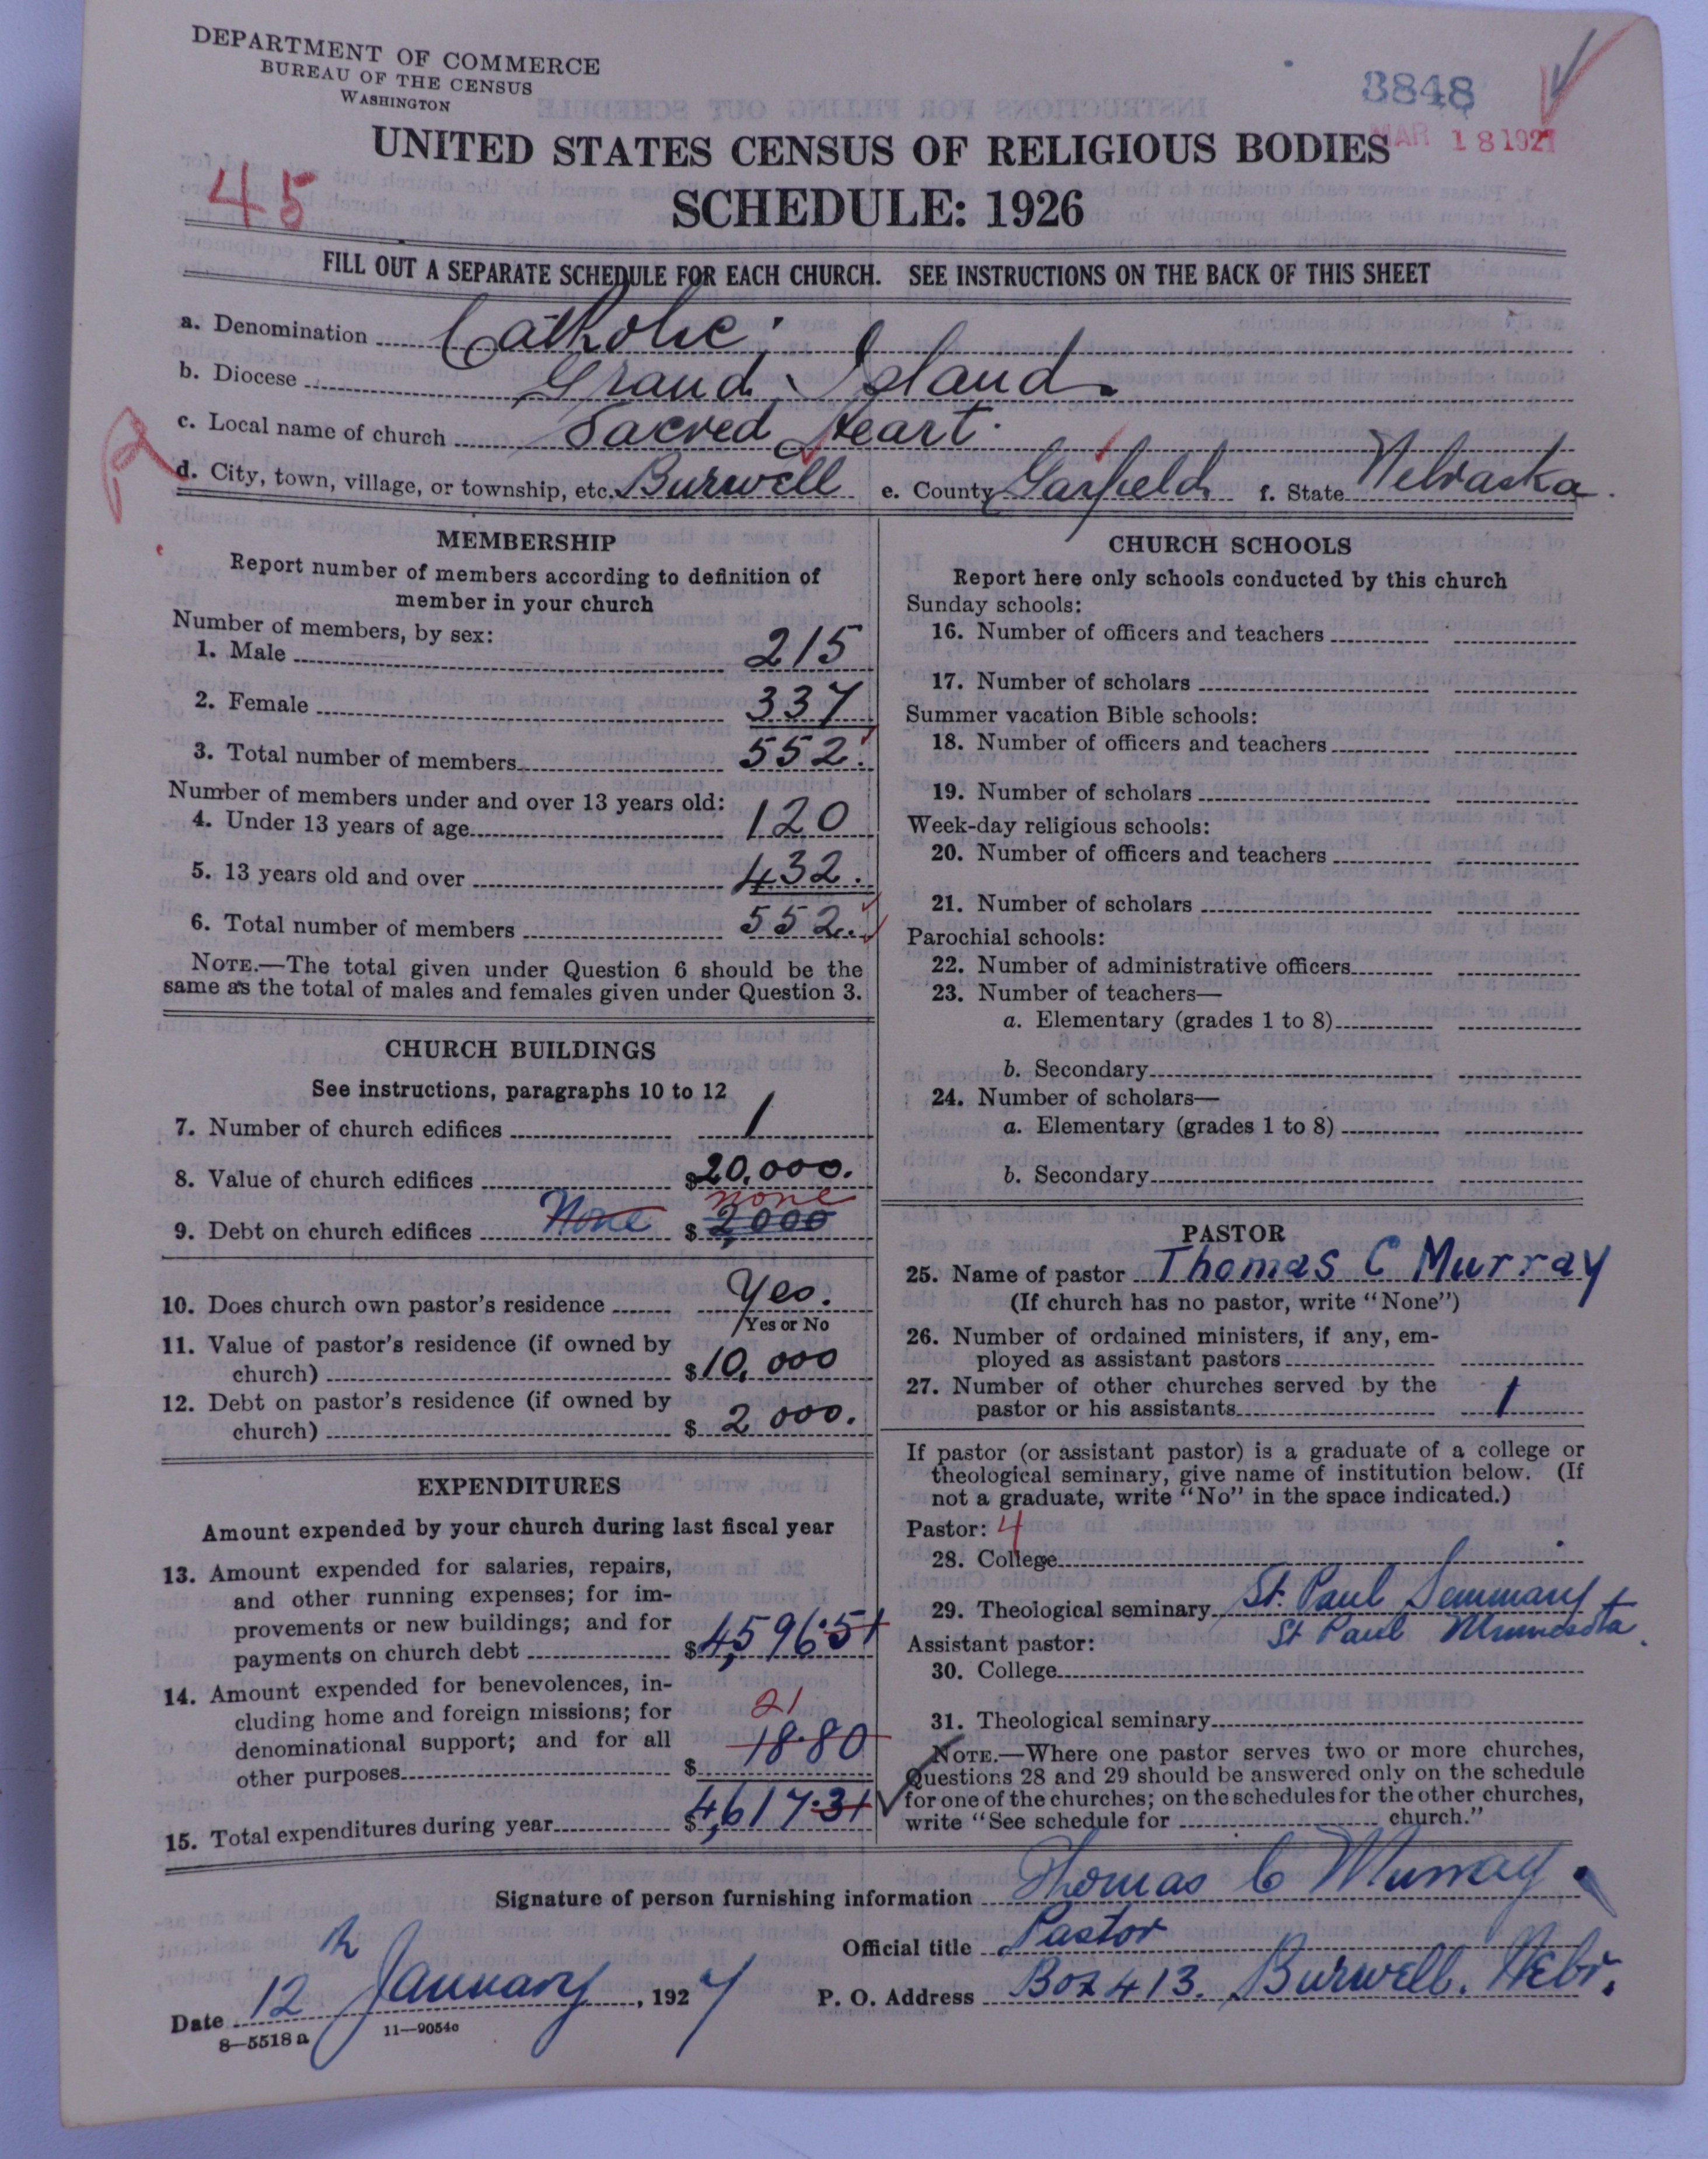 DEPARTMENT OF COMMERCE
BUREAU OF THE CENSUS
WASHINGTON
3848
MAR 18 1927
UNITED STATES CENSUS OF RELIGIOUS BODIES
45
SCHEDULE: 1926
FILL OUT A SEPARATE SCHEDULE FOR EACH CHURCH. SEE INSTRUCTIONS ON THE BACK OF THIS SHEET
a. Denomination Catholic.
b. Diocese Grand Island.
c. Local name of church Sacred Heart.
d. City, town, village, or township, etc. Burwell e. County Garfield f. State Nebraska.
MEMBERSHIP
Report number of members according to definition of
member in your church
Number of members, by sex:
1. Male 215
2. Female 337
3. Total number of members 552.
Number of members under and over 13 years old:
4. Under 13 years of age 120
5. 13 years old and over 432.
6. Total number of members 552.
NOTE.—The total given under Question 6 should be the
same as the total of males and females given under Question 3.
CHURCH BUILDINGS
See instructions, paragraphs 10 to 12
7. Number of church edifices 1
8. Value of church edifices $20,000.
none
9. Debt on church edifices None $2,000
10. Does church own pastor's residence Yes.
Yes or No
11. Value of pastor's residence (if owned by
church) $10,000
12. Debt on pastor's residence (if owned by
church) $2000.
EXPENDITURES
Amount expended by your church during last fiscal year
13. Amount expended for salaries, repairs,
and other running expenses; for im-
provements or new buildings; and for
payments on church debt $4,596.51
14. Amount expended for benevolences, in-
cluding home and foreign missions; for
21
denominational support; and for all 18.80
other purposes $
15. Total expenditures during year $4,617.31
CHURCH SCHOOLS
Report here only schools conducted by this church
Sunday schools:
16. Number of officers and teachers
17. Number of scholars
Summer vacation Bible schools:
18. Number of officers and teachers
19. Number of scholars
Week-day religious schools:
20. Number of officers and teachers
21. Number of scholars
Parochial schools:
22. Number of administrative officers
23. Number of teachers—
a. Elementary (grades 1 to 8)
b. Secondary
24. Number of scholars—
a. Elementary (grades 1 to 8)
b. Secondary
PASTOR
25. Name of pastor Thomas C Murray
(If church has no pastor, write "None")
26. Number of ordained ministers, if any, em-
ployed as assistant pastors
27. Number of other churches served by the
pastor or his assistants 1
If pastor (or assistant pastor) is a graduate of a college or
theological seminary, give name of institution below. (If
not a graduate, write "No" in the space indicated.)
Pastor: 4
28. College
29. Theological seminary St. Paul Seminary
St Paul Minnesota.
Assistant pastor:
30. College
31. Theological seminary
NOTE.—Where one pastor serves two or more churches,
Questions 28 and 29 should be answered only on the schedule
for one of the churches; on the schedules for the other churches,
write "See schedule for church."
Signature of person furnishing information Thomas C Murray.
Official title Pastor
Date 12th January, 1927 P. O. Address Box 413. Burwell. Nebr.
8—5518 a 11—9054c